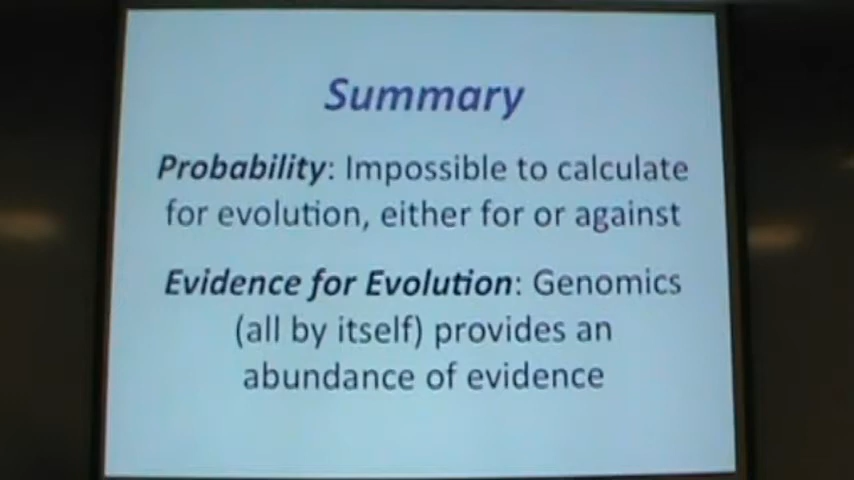 Summary
Probability: Impossible to calculate
for evolution, either for or against
Evidence for Evolution: Genomics
(all by itself) provides an
abundance of evidence